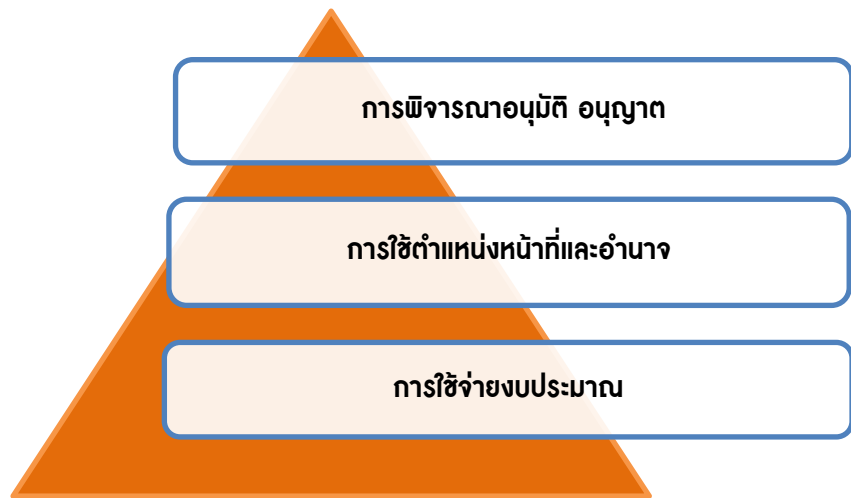 การพิจารณาอนุมัติ อนุญาต
การใช้ตำแหน่งหน้าที่และอำนาจ
การใช้จ่ายงบประมาณ